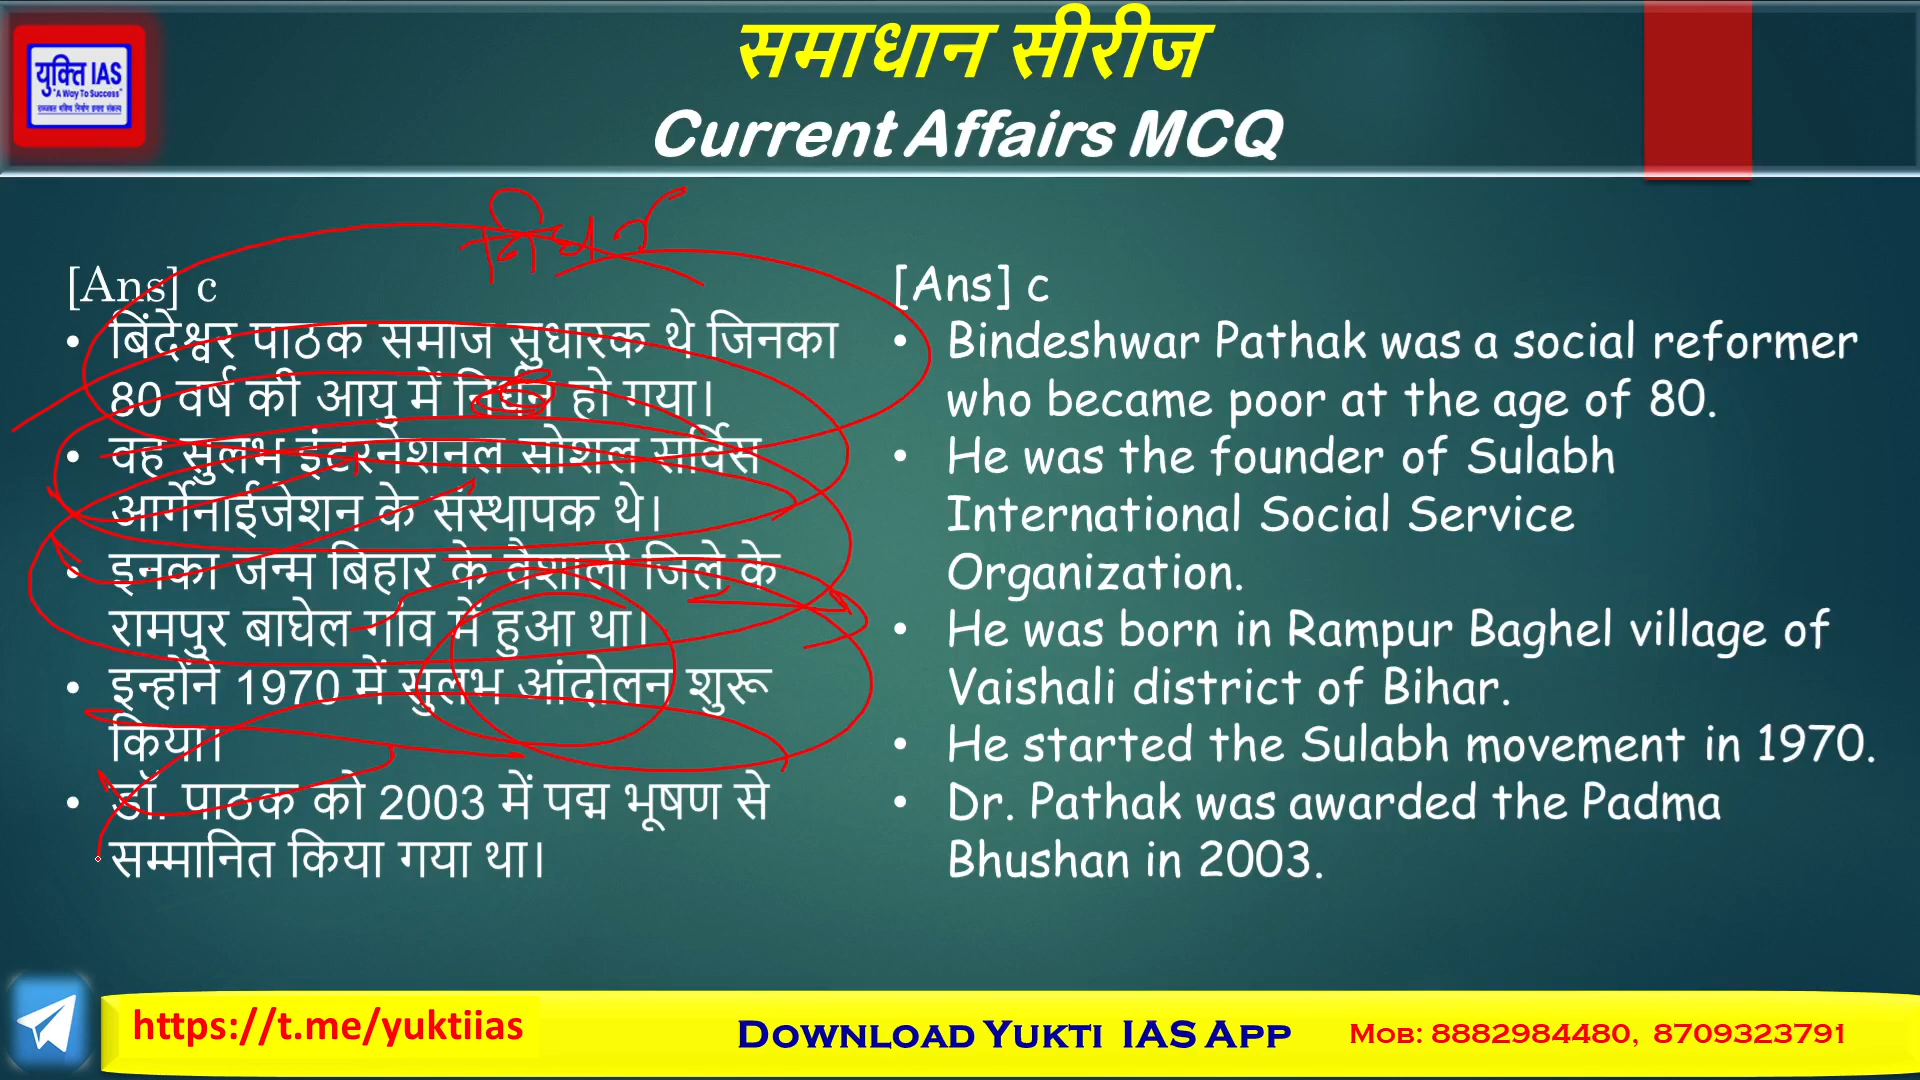 समाधान सीरीज
Current Affairs MCQ
युक्ति IAS
"A Way To Success"
निधन
[Ans] c
• बिंदेश्वर पाठक समाज सुधारक थे जिनका
80 वर्ष की आयु में निर्धन हो गया।
• वह सुलभ इंटरनेशनल सोशल सर्विस
आर्गेनाईजेशन के संस्थापक थे।
• इनका जन्म बिहार के वैशाली जिले के
रामपुर बाघेल गांव में हुआ था।
• इन्होंने 1970 में सुलभ आंदोलन शुरू
किया।
• डॉ. पाठक को 2003 में पद्म भूषण से
सम्मानित किया गया था।
[Ans] c
• Bindeshwar Pathak was a social reformer
who became poor at the age of 80.
• He was the founder of Sulabh
International Social Service
Organization.
• He was born in Rampur Baghel village of
Vaishali district of Bihar.
• He started the Sulabh movement in 1970.
• Dr. Pathak was awarded the Padma
Bhushan in 2003.
https://t.me/yuktiias
Download Yukti IAS App
Mob: 8882984480, 8709323791